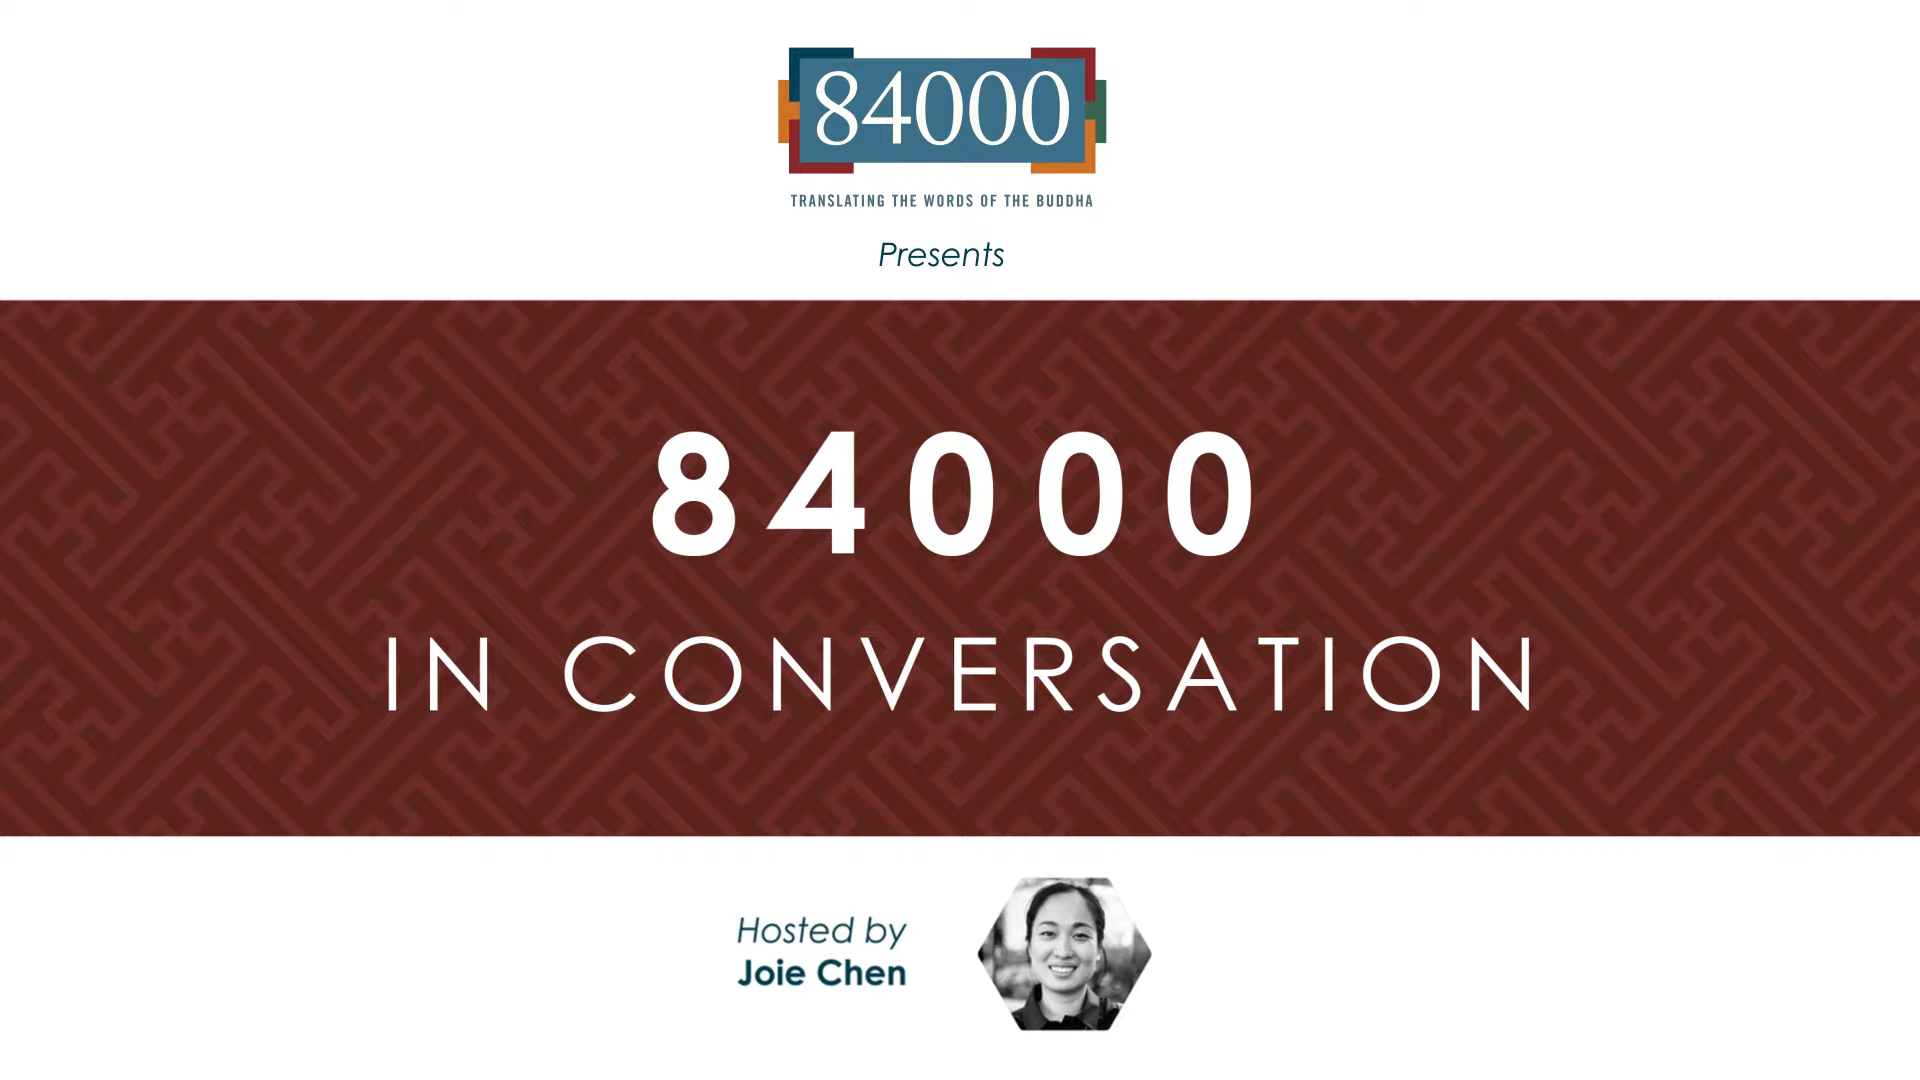 84000
TRANSLATING THE WORDS OF THE BUDDHA
Presents
84000
IN CONVERSATION
Hosted by
Joie Chen